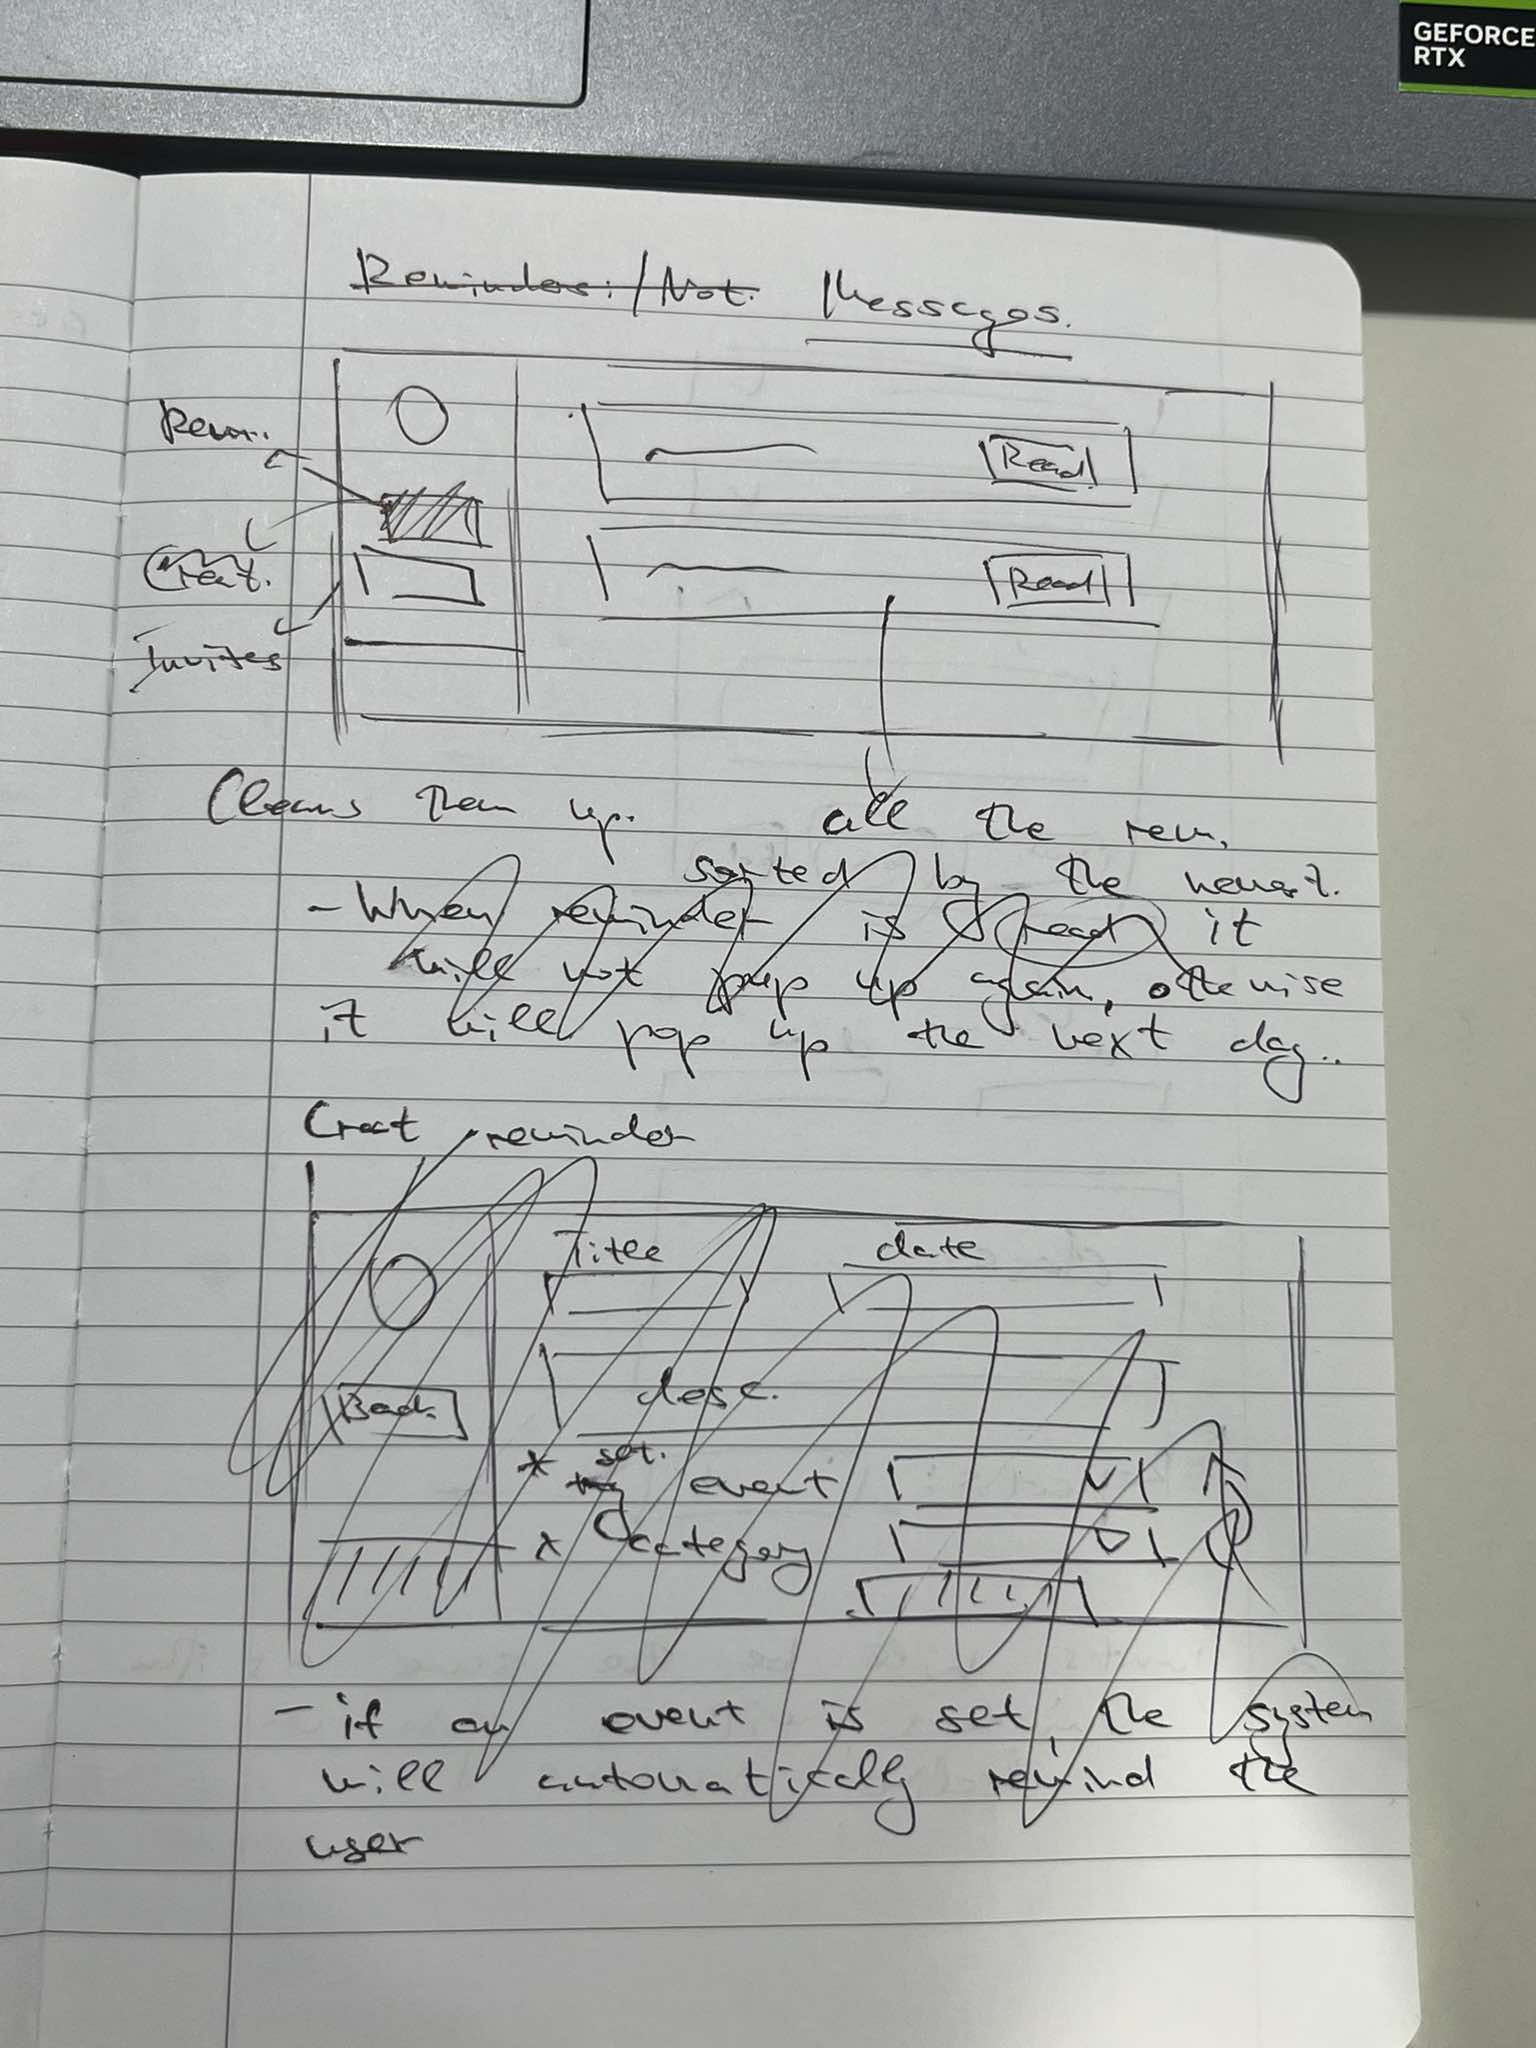 GEFORCE
RTX
Reminders:/Not. Messages.
Rem.
Read
Creat.
Read
Invites
Cleans them up. all the rem.
sorted by the newest.
- When reminder is read it
will not pup up again, otherwise
it will pop up the next day..
Creat reminder
Title date
Back
desc.
* set.
event
* category
- if an event is set, the system
will automatically remind the
user